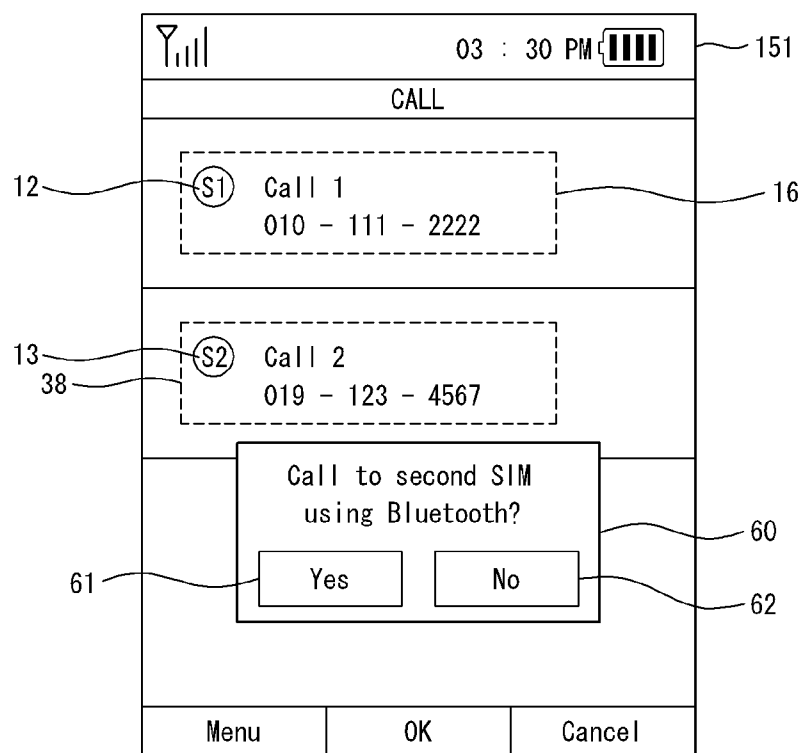 03 : 30 PM
151
CALL
12
S1
Call 1
16
010 - 111 - 2222
13
S2
Call 2
38
019 - 123 - 4567
Call to second SIM
using Bluetooth?
60
61
Yes
No
62
Menu
OK
Cancel